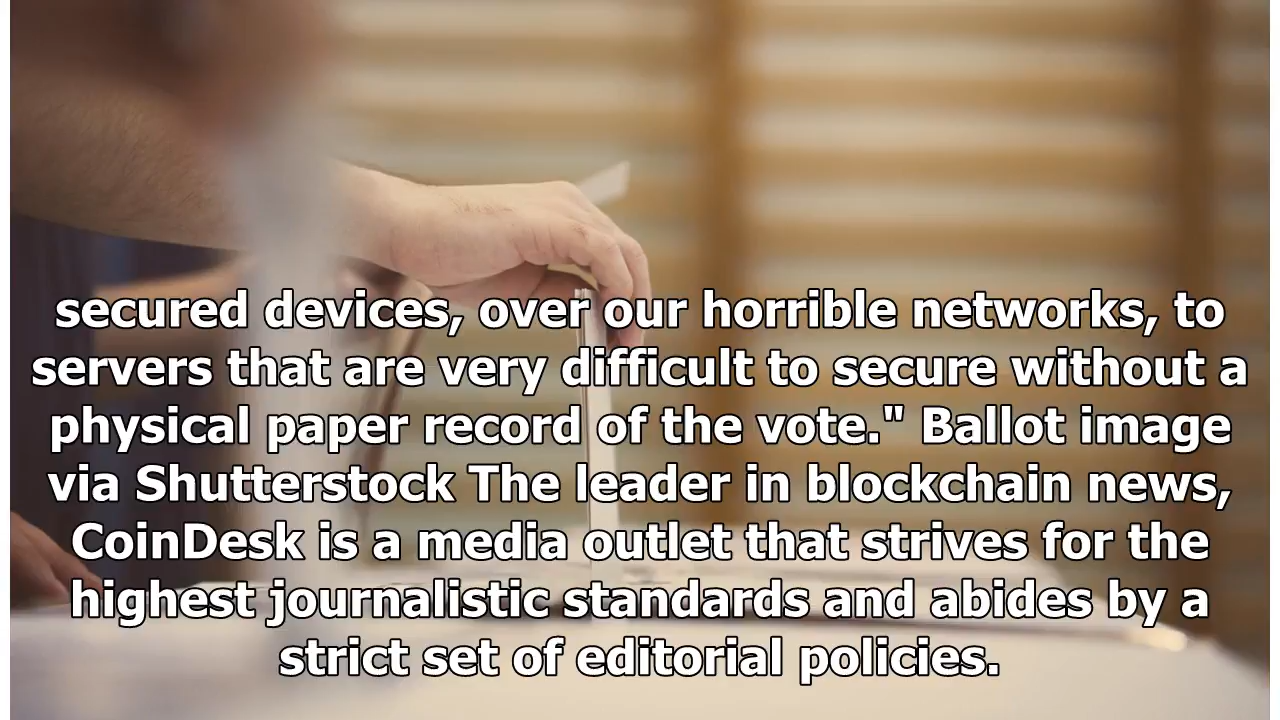 secured devices, over our horrible networks, to
servers that are very difficult to secure without a
physical paper record of the vote." Ballot image
via Shutterstock The leader in blockchain news,
CoinDesk is a media outlet that strives for the
highest journalistic standards and abides by a
strict set of editorial policies.